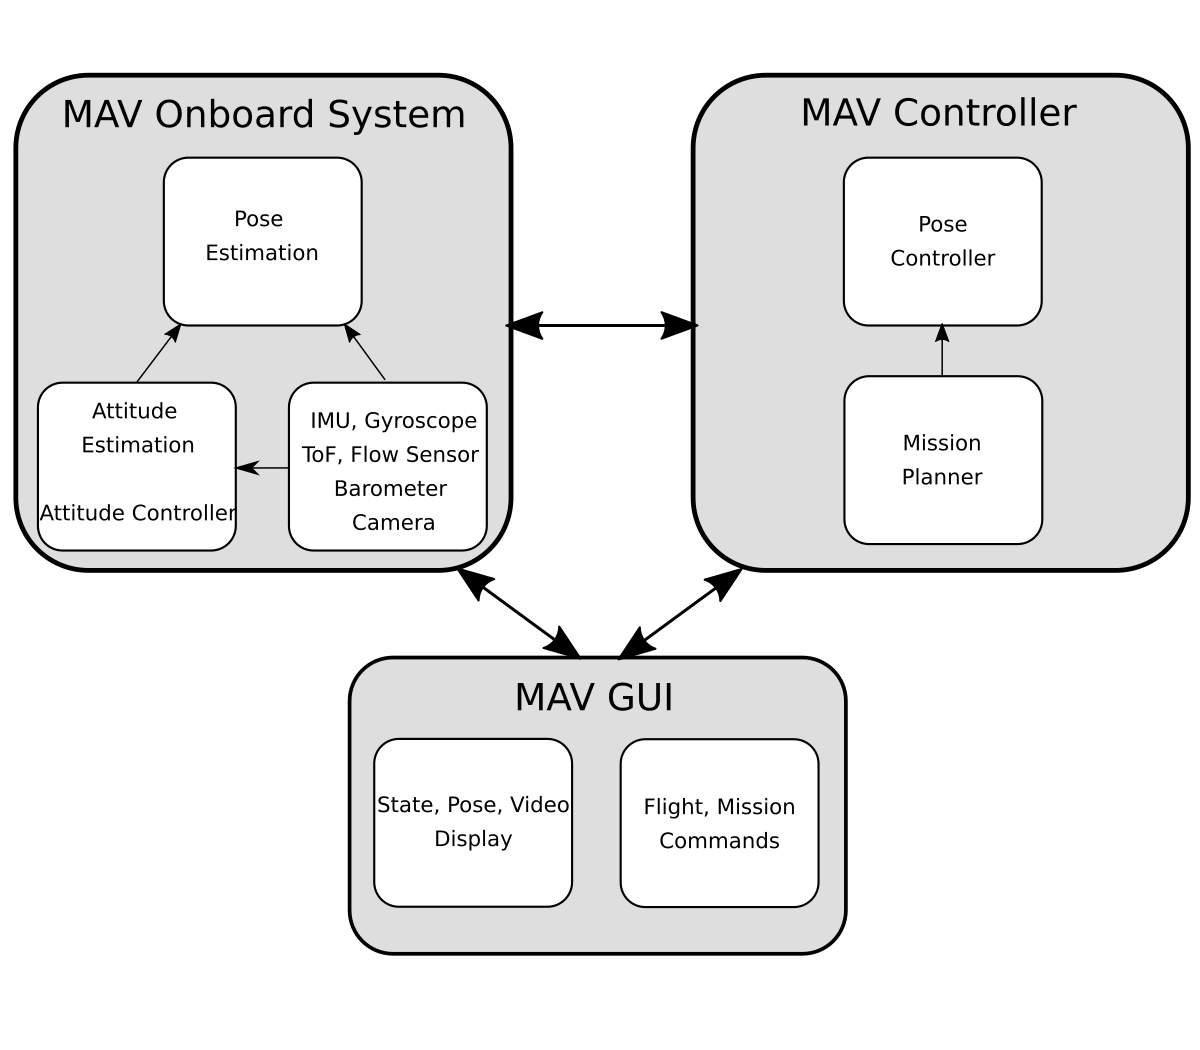 MAV Onboard System
Pose
Estimation
Attitude
Estimation
Attitude Controller
IMU, Gyroscope
ToF, Flow Sensor
Barometer
Camera
MAV Controller
Pose
Controller
Mission
Planner
MAV GUI
State, Pose, Video
Display
Flight, Mission
Commands